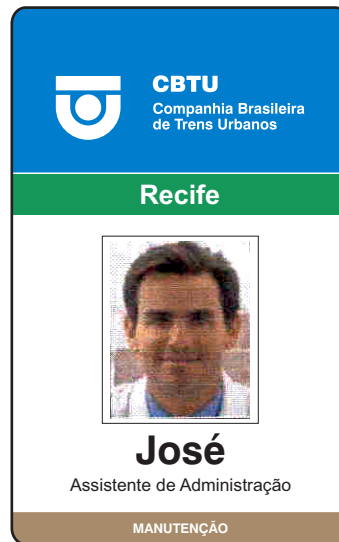 CBTU
Companhia Brasileira
de Trens Urbanos
Recife
José
Assistente de Administração
MANUTENÇÃO